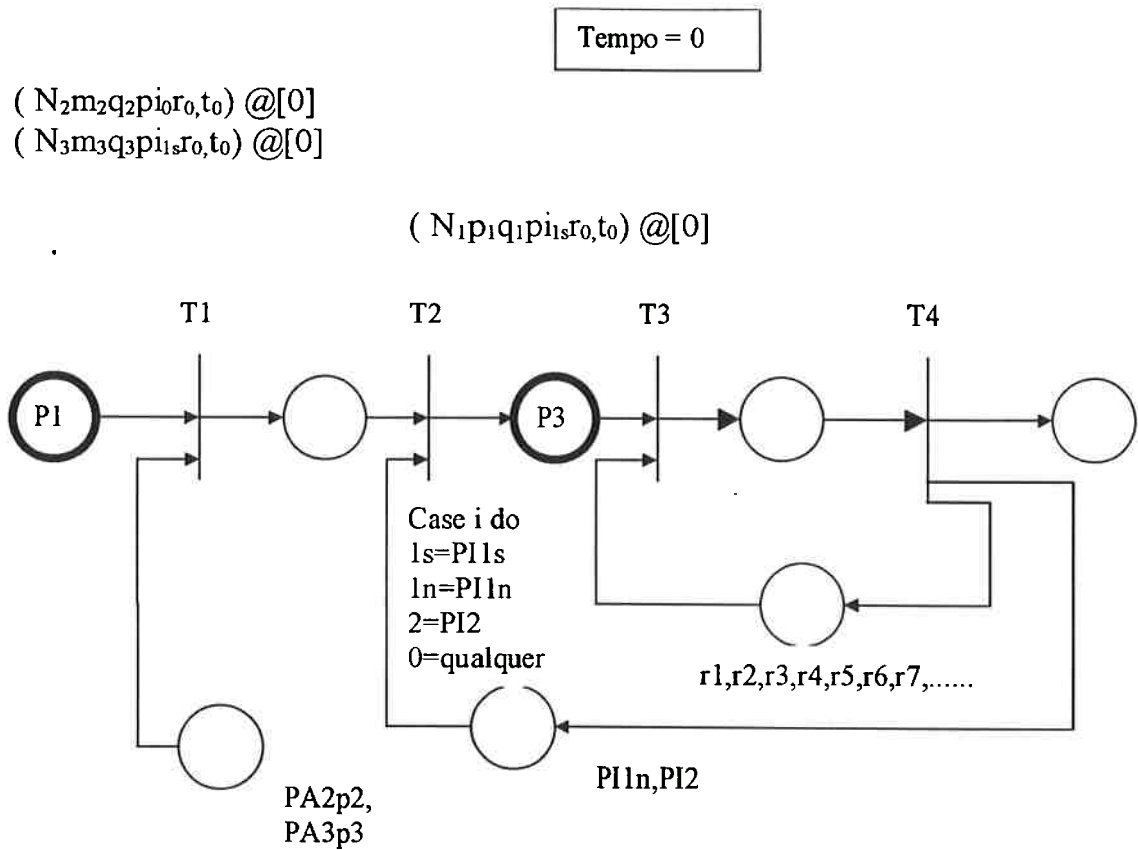 Tempo = 0
( N₂m₂q₂pi₀r₀,t₀) @[0]
( N₃m₃q₃pi₁ₛr₀,t₀) @[0]
( N₁p₁q₁pi₁ₛr₀,t₀) @[0]
T1 T2 T3 T4
P1 P3
Case i do
1s=PI1s
1n=PI1n
2=PI2
0=qualquer
r1,r2,r3,r4,r5,r6,r7,......
PI1n,PI2
PA2p2,
PA3p3